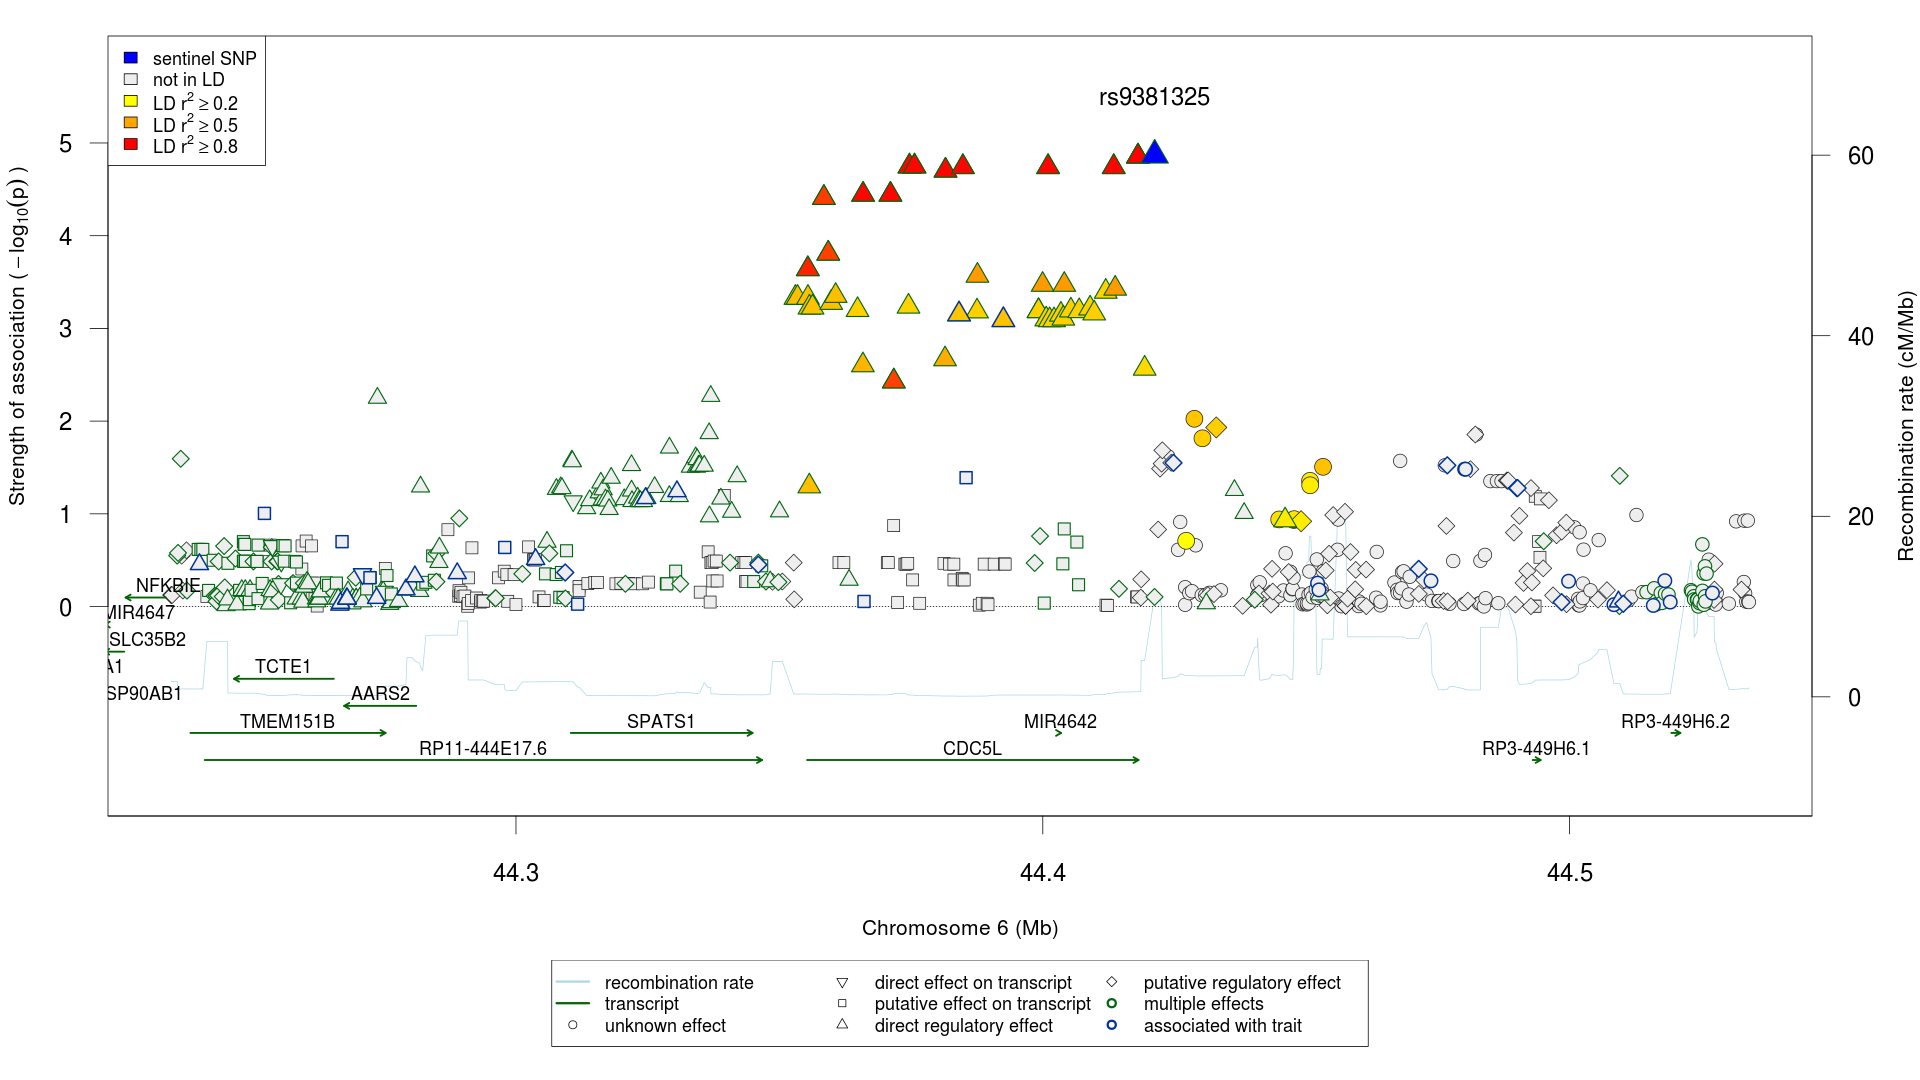 sentinel SNP
not in LD
LD r² ≥ 0.2
LD r² ≥ 0.5
LD r² ≥ 0.8
rs9381325
Strength of association ( −log₁₀(p) )
5
4
3
2
1
0
Recombination rate (cM/Mb)
60
40
20
0
NFKBIE
MIR4647
SLC35B2
A1
TCTE1
SP90AB1
AARS2
TMEM151B
SPATS1
MIR4642
RP3-449H6.2
RP11-444E17.6
CDC5L
RP3-449H6.1
44.3
44.4
44.5
Chromosome 6 (Mb)
recombination rate
transcript
unknown effect
direct effect on transcript
putative effect on transcript
direct regulatory effect
putative regulatory effect
multiple effects
associated with trait